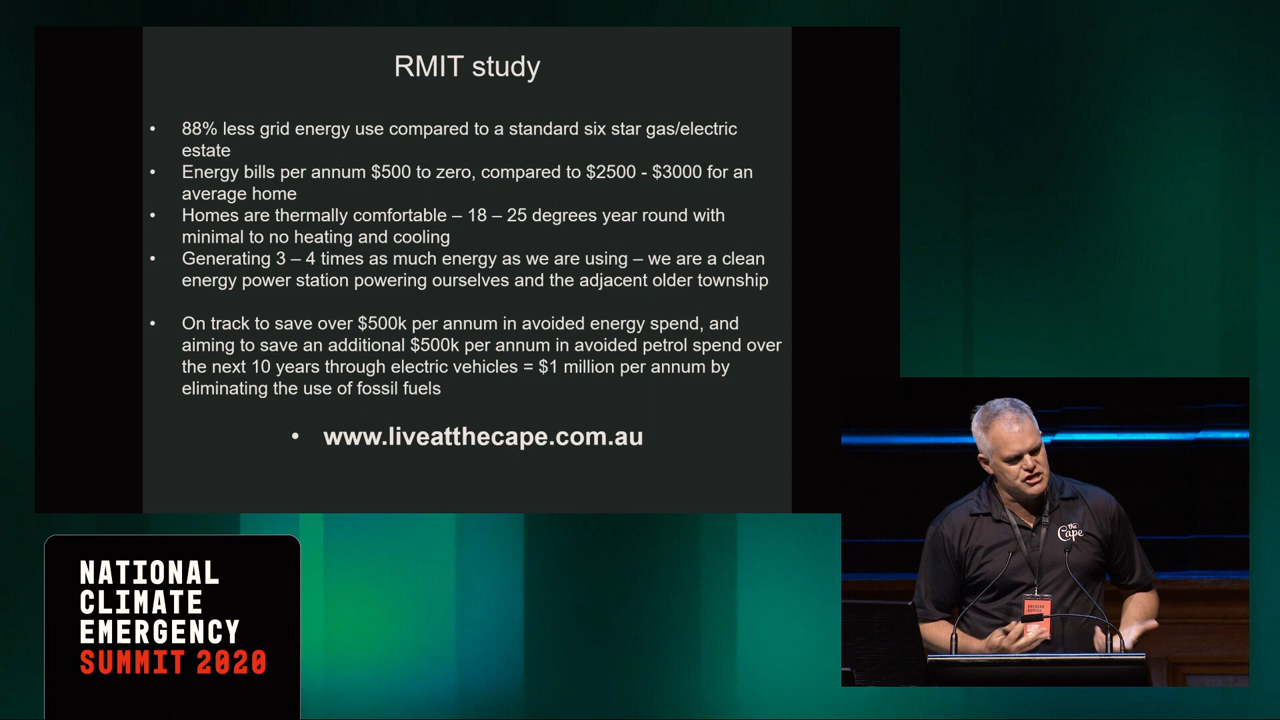 RMIT study
• 88% less grid energy use compared to a standard six star gas/electric
estate
• Energy bills per annum $500 to zero, compared to $2500 - $3000 for an
average home
• Homes are thermally comfortable – 18 – 25 degrees year round with
minimal to no heating and cooling
• Generating 3 – 4 times as much energy as we are using – we are a clean
energy power station powering ourselves and the adjacent older township
• On track to save over $500k per annum in avoided energy spend, and
aiming to save an additional $500k per annum in avoided petrol spend over
the next 10 years through electric vehicles = $1 million per annum by
eliminating the use of fossil fuels
• www.liveatthecape.com.au
the
Cape
NATIONAL
CLIMATE
EMERGENCY
SUMMIT 2020